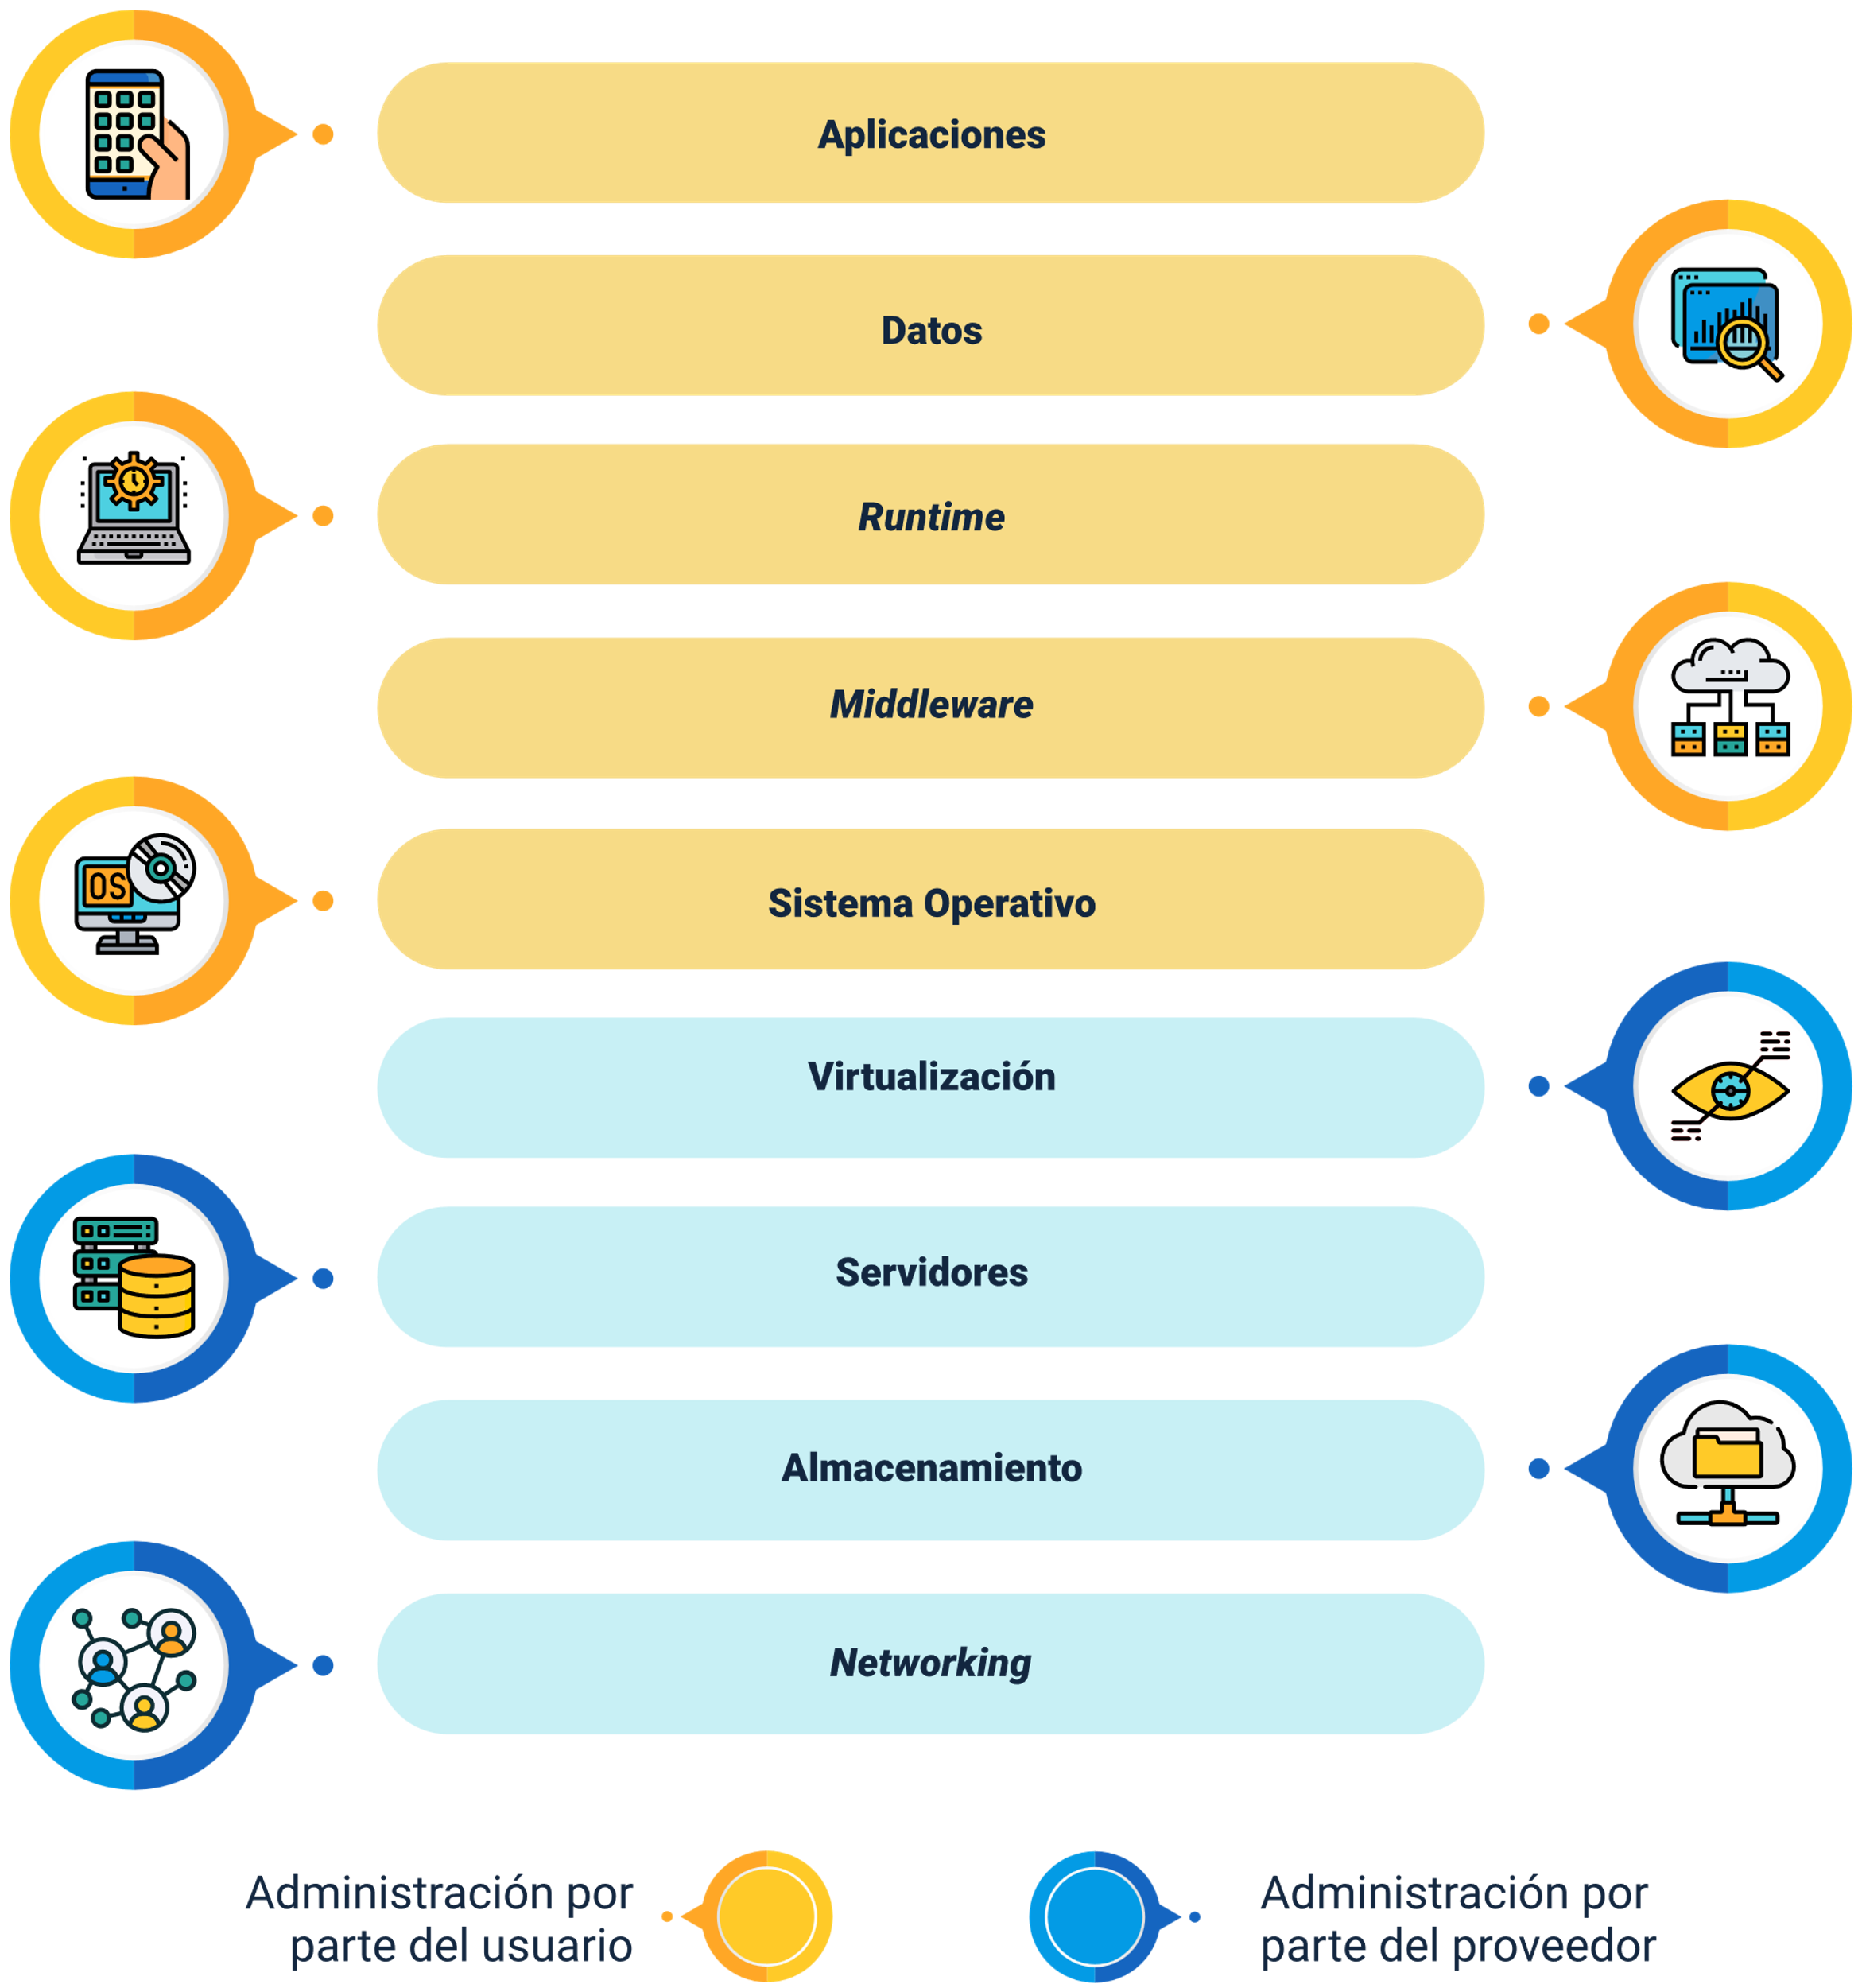 Aplicaciones
Datos
Runtime
Middleware
OS
Sistema Operativo
Virtualización
Servidores
Almacenamiento
Networking
Administración por
parte del usuario
Administración por
parte del proveedor